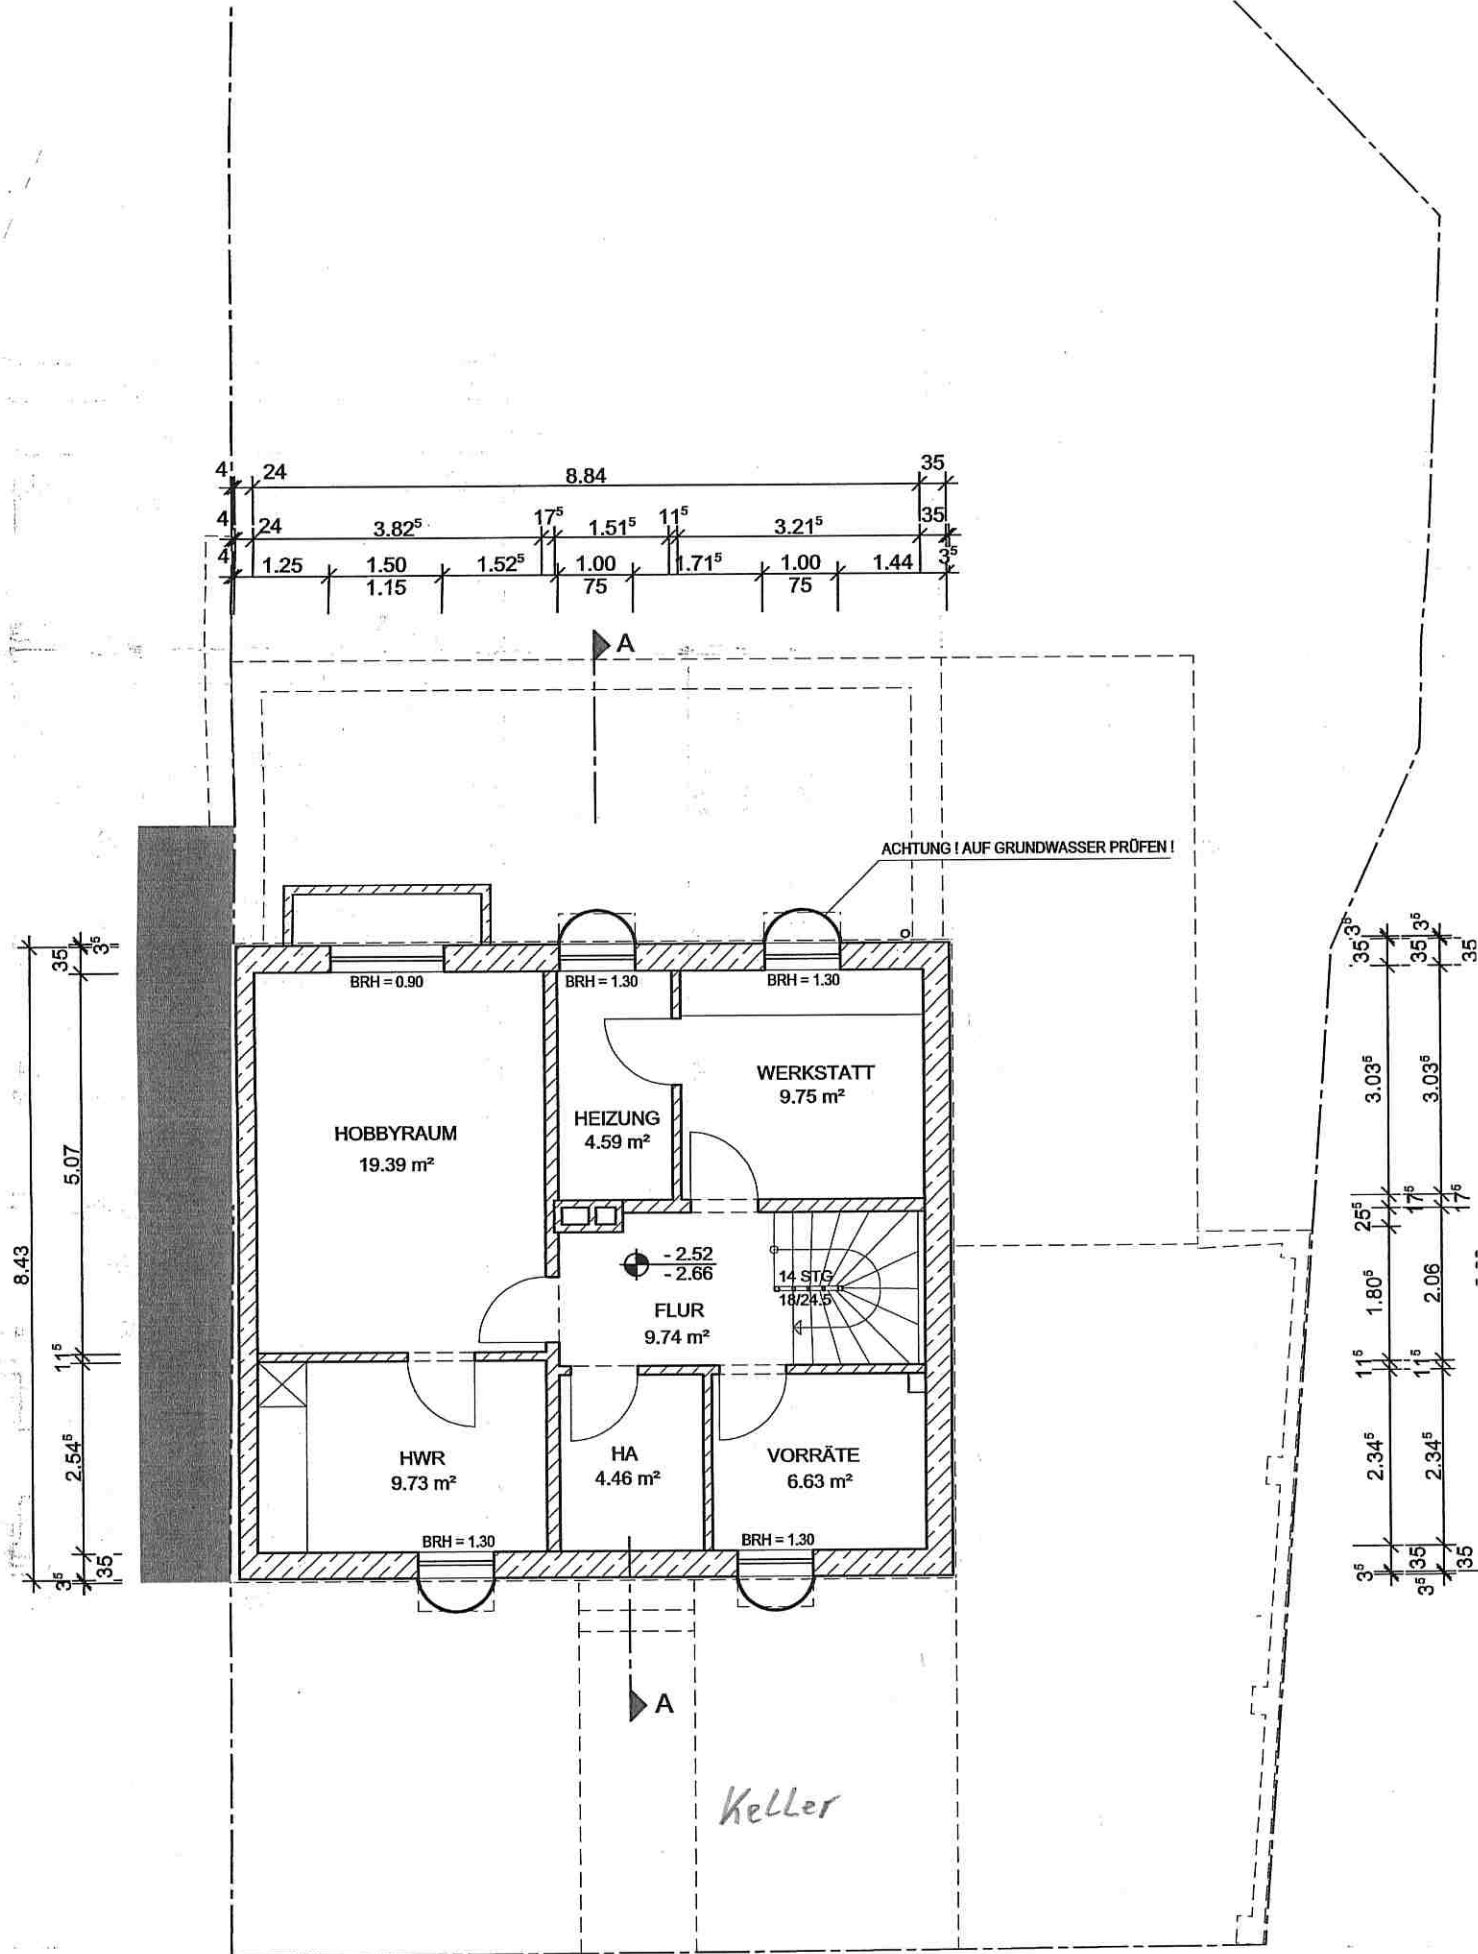 4 24 8.84 35
4 24 3.82⁵ 17⁵ 1.51⁵ 11⁵ 3.21⁵ 35
4 1.25 1.50 1.52⁵ 1.00 1.71⁵ 1.00 1.44 3⁵
1.15 75 75
A
ACHTUNG ! AUF GRUNDWASSER PRÜFEN !
BRH = 0.90
BRH = 1.30
BRH = 1.30
WERKSTATT
9.75 m²
HEIZUNG
4.59 m²
HOBBYRAUM
19.39 m²
- 2.52
- 2.66
14 STG
18/24.5
FLUR
9.74 m²
HWR
9.73 m²
HA
4.46 m²
VORRÄTE
6.63 m²
BRH = 1.30
BRH = 1.30
A
Keller
8.43
3⁵ 35 2.54⁵ 11⁵ 5.07 35 3⁵
3⁵ 35 2.34⁵ 11⁵ 1.80⁵ 25⁵ 3.03⁵ 35 3⁵
3⁵ 35 2.34⁵ 11⁵ 2.06 17⁵ 3.03⁵ 35 3⁵
35 17⁵ 35